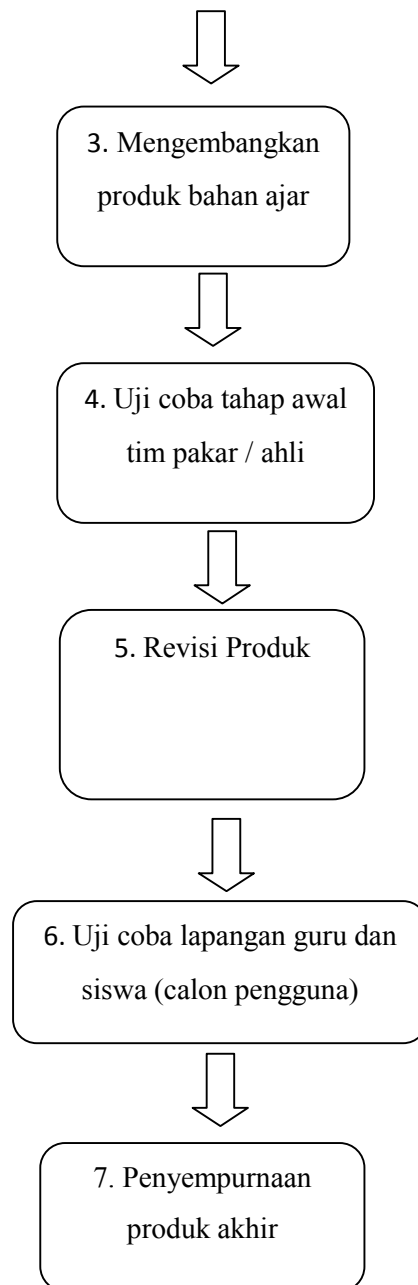 3. Mengembangkan
produk bahan ajar
4. Uji coba tahap awal
tim pakar / ahli
5. Revisi Produk
6. Uji coba lapangan guru dan
siswa (calon pengguna)
7. Penyempurnaan
produk akhir